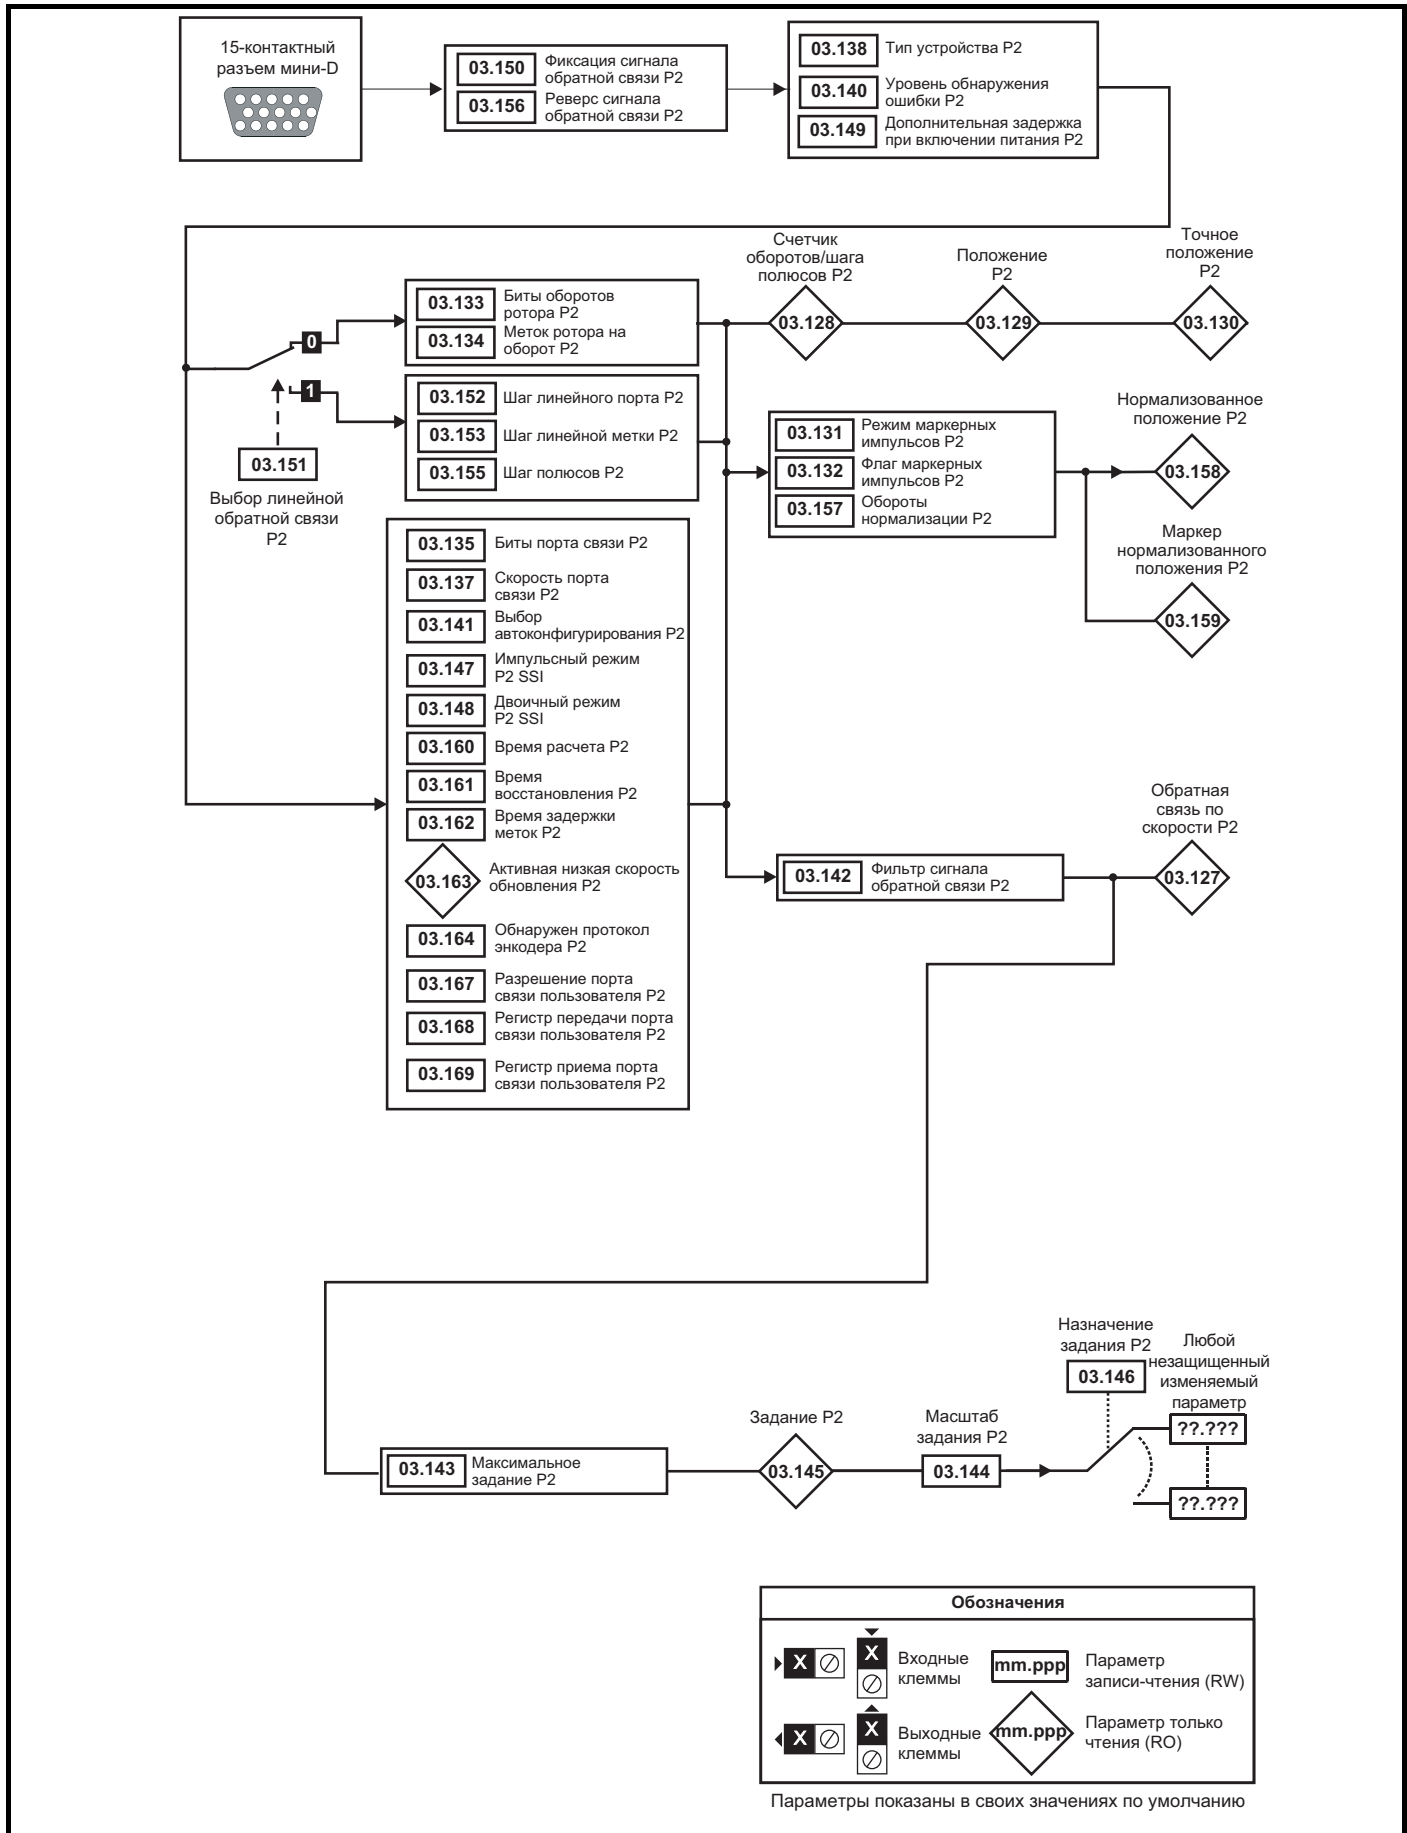 15-контактный
разъем мини-D
03.150
Фиксация сигнала
обратной связи P2
03.156
Реверс сигнала
обратной связи P2
03.138
Тип устройства P2
03.140
Уровень обнаружения
ошибки P2
03.149
Дополнительная задержка
при включении питания P2
03.133
Биты оборотов
ротора P2
03.134
Меток ротора на
оборот P2
0
1
03.151
Выбор линейной
обратной связи
P2
03.152
Шаг линейного порта P2
03.153
Шаг линейной метки P2
03.155
Шаг полюсов P2
Счетчик
оборотов/шага
полюсов P2
03.128
Положение
P2
03.129
Точное
положение
P2
03.130
03.131
Режим маркерных
импульсов P2
03.132
Флаг маркерных
импульсов P2
03.157
Обороты
нормализации P2
Нормализованное
положение P2
03.158
Маркер
нормализованного
положения P2
03.159
03.135
Биты порта связи P2
03.137
Скорость порта
связи P2
03.141
Выбор
автоконфигурирования P2
03.147
Импульсный режим
P2 SSI
03.148
Двоичный режим
P2 SSI
03.160
Время расчета P2
03.161
Время
восстановления P2
03.162
Время задержки
меток P2
03.163
Активная низкая скорость
обновления P2
03.164
Обнаружен протокол
энкодера P2
03.167
Разрешение порта
связи пользователя P2
03.168
Регистр передачи порта
связи пользователя P2
03.169
Регистр приема порта
связи пользователя P2
03.142
Фильтр сигнала
обратной связи P2
Обратная
связь по
скорости P2
03.127
03.143
Максимальное
задание P2
Задание P2
03.145
Масштаб
задания P2
03.144
Назначение
задания P2
03.146
Любой
незащищенный
изменяемый
параметр
??.???
??.???
Обозначения
X
X
Входные
клеммы
mm.ppp
Параметр
записи-чтения (RW)
X
X
Выходные
клеммы
mm.ppp
Параметр только
чтения (RO)
Параметры показаны в своих значениях по умолчанию